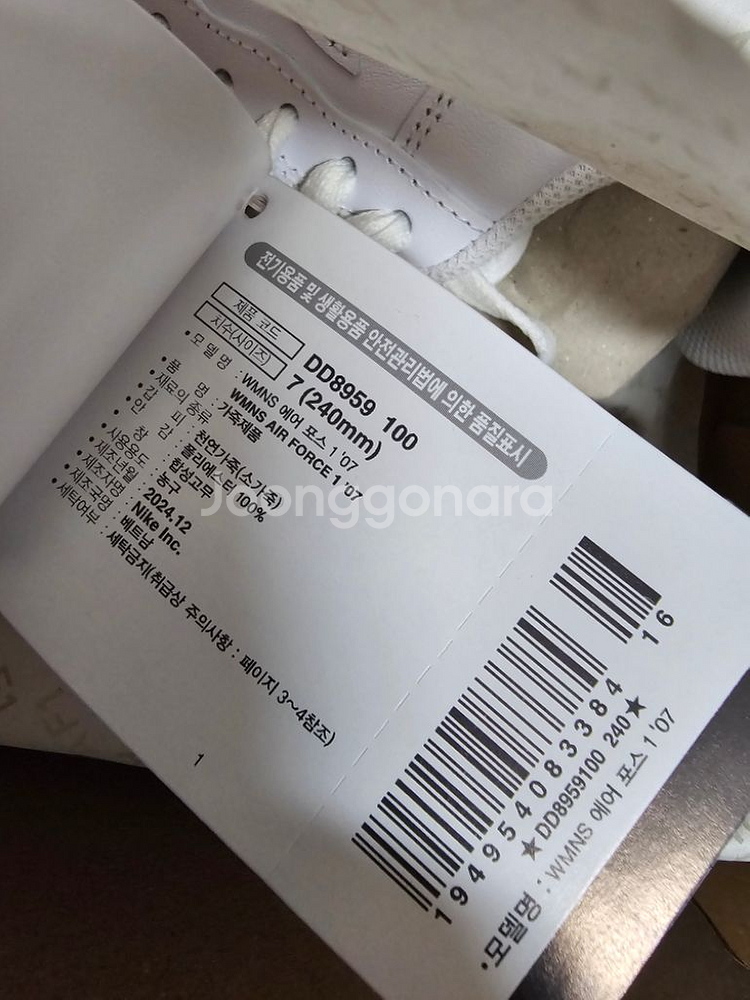 전기용품 및 생활용품 안전관리법에 의한 품질표시
제품 코드 DD8959 100
치수(사이즈) 7 (240mm)
• 모 델 명 : WMNS 에어 포스 1 '07
WMNS AIR FORCE 1 '07
• 품 명 : 가죽제품
• 재료의 종류
• 겉 피 : 천연가죽(소가죽)
• 안 감 : 폴리에스터 100%
• 창 : 합성고무
• 사용용도 : 농구
• 제조년월 : 2024.12
• 제조자명 : Nike Inc.
• 제조국명 : 베트남
• 세탁여부 : 세탁금지(취급상 주의사항 : 페이지 3~4참조)
1
Joonggonara
194954083384
16
★DD8959100 240★
•모델명 : WMNS 에어 포스 1 '07